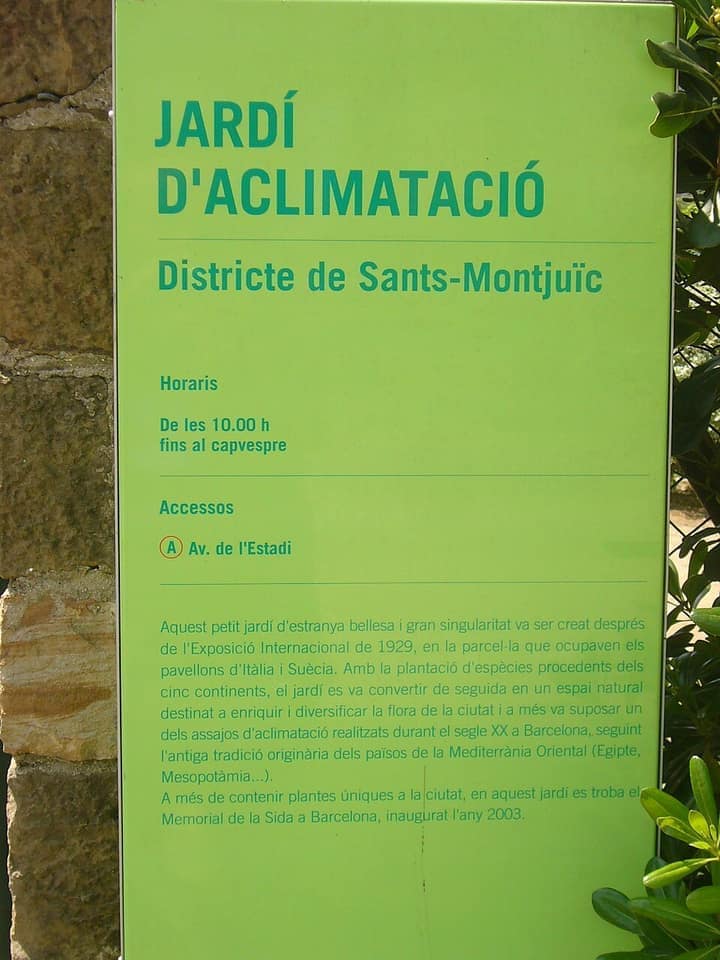 JARDÍ
D'ACLIMATACIÓ
Districte de Sants-Montjuïc
Horaris
De les 10.00 h
fins al capvespre
Accessos
A Av. de l'Estadi
Aquest petit jardí d'estranya bellesa i gran singularitat va ser creat després
de l'Exposició Internacional de 1929, en la parcel·la que ocupaven els
pavellons d'Itàlia i Suècia. Amb la plantació d'espècies procedents dels
cinc continents, el jardí es va convertir de seguida en un espai natural
destinat a enriquir i diversificar la flora de la ciutat i a més va suposar un
dels assajos d'aclimatació realitzats durant el segle XX a Barcelona, seguint
l'antiga tradició originària dels països de la Mediterrània Oriental (Egipte,
Mesopotàmia...).
A més de contenir plantes úniques a la ciutat, en aquest jardí es troba el
Memorial de la Sida a Barcelona, inaugurat l'any 2003.